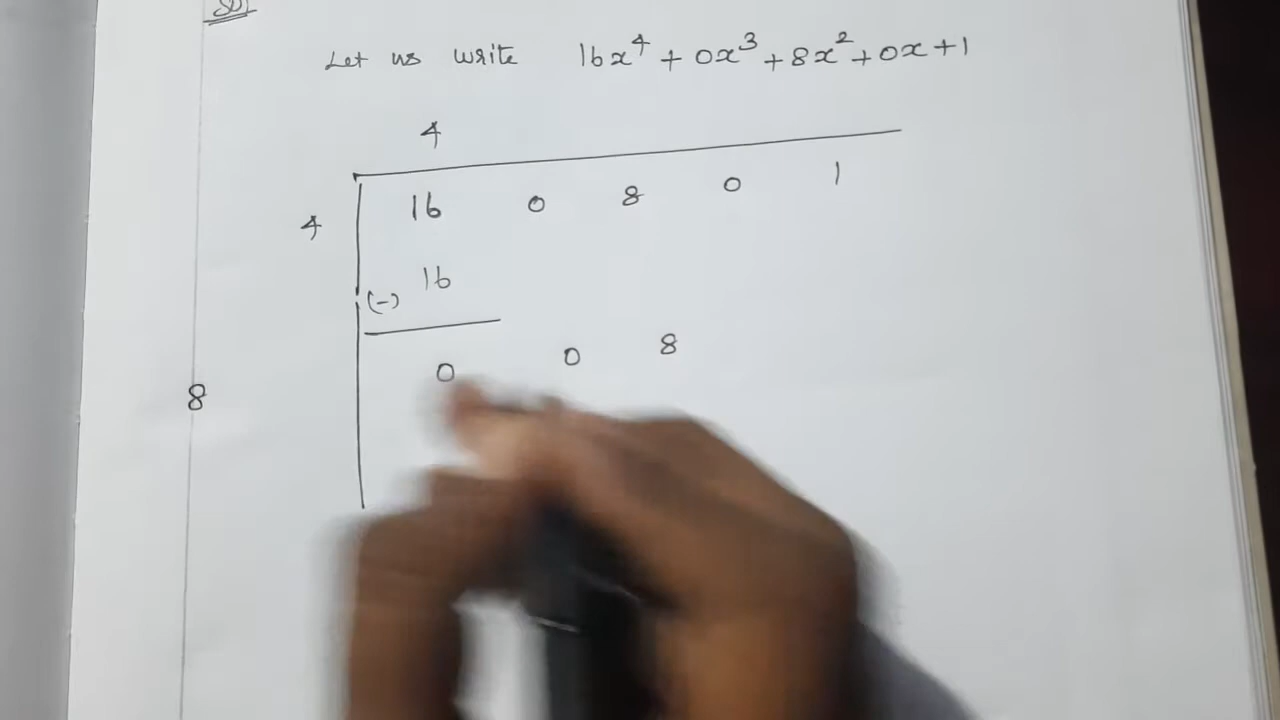 Sol
Let us write 16x⁴ + 0x³ + 8x² + 0x + 1
4
4 16 0 8 0 1
(-) 16
8 0 0 8